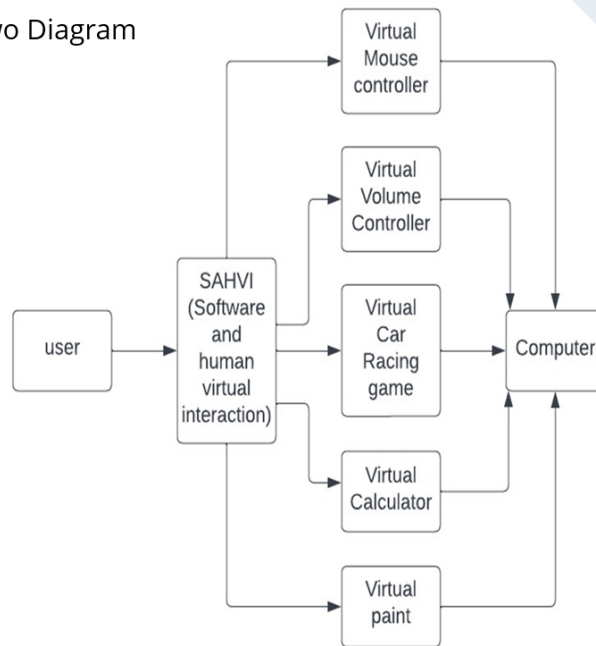 Diagram
Virtual
Mouse
controller
Virtual
Volume
Controller
SAHVI
(Software
and
human
virtual
interaction)
user
Virtual
Car
Racing
game
Computer
Virtual
Calculator
Virtual
paint